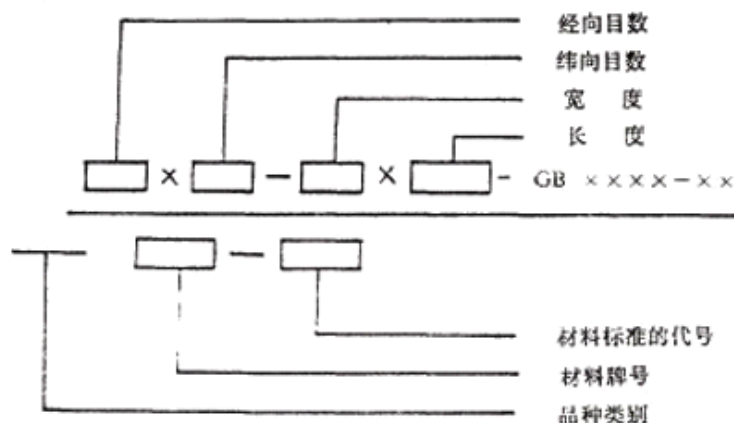 经向目数
纬向目数
宽 度
长 度
× - × - GB ××××-××
-
材料标准的代号
材料牌号
品种类别